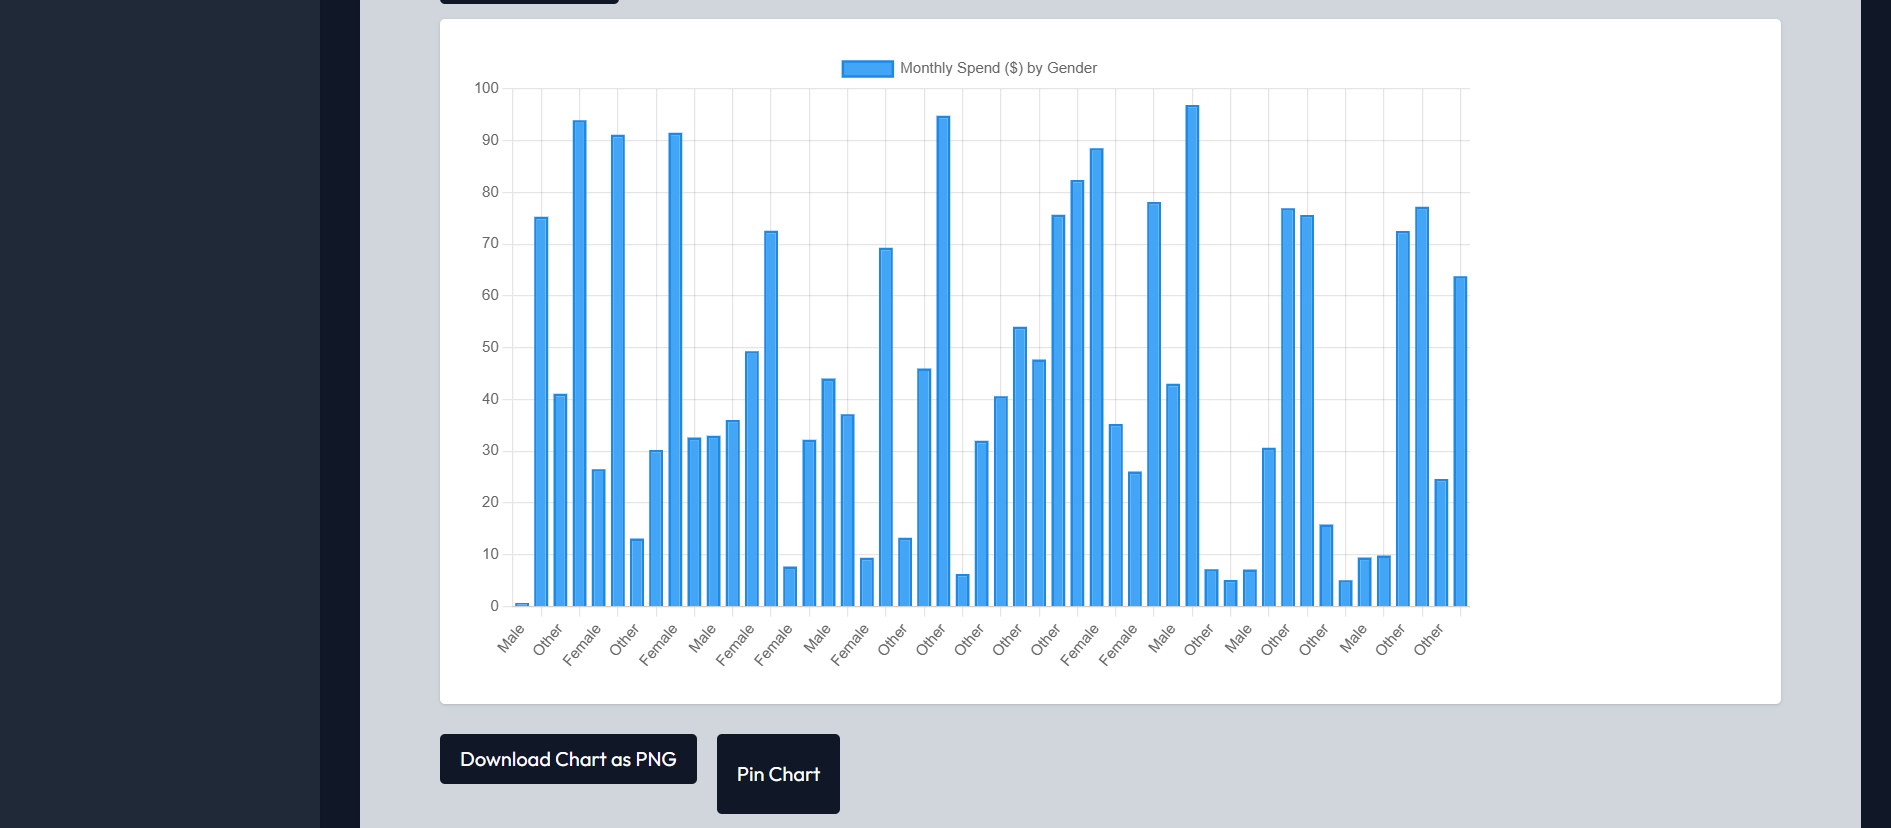 Monthly Spend ($) by Gender
100
90
80
70
60
50
40
30
20
10
0
Male
Other
Female
Other
Female
Male
Female
Female
Male
Female
Other
Other
Other
Other
Other
Female
Female
Male
Other
Male
Other
Other
Male
Other
Other
Download Chart as PNG
Pin Chart